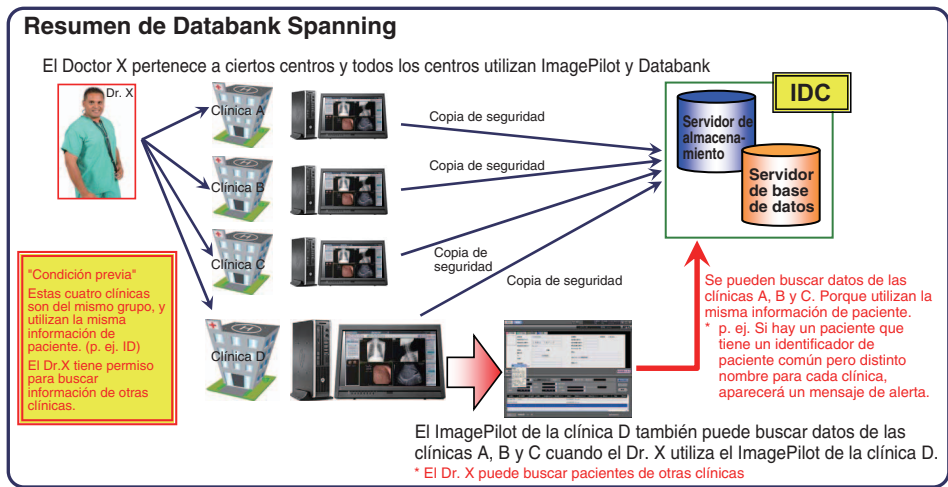 Resumen de Databank Spanning
El Doctor X pertenece a ciertos centros y todos los centros utilizan ImagePilot y Databank
Dr. X
Clínica A
Clínica B
Clínica C
Clínica D
Copia de seguridad
Copia de seguridad
Copia de
seguridad
Copia de seguridad
IDC
Servidor de
almacena-
miento
Servidor
de base
de datos
"Condición previa"
Estas cuatro clínicas
son del mismo grupo, y
utilizan la misma
información de
paciente. (p. ej. ID)
El Dr.X tiene permiso
para buscar
información de otras
clínicas.
Se pueden buscar datos de las
clínicas A, B y C. Porque utilizan la
misma información de paciente.
* p. ej. Si hay un paciente que
tiene un identificador de
paciente común pero distinto
nombre para cada clínica,
aparecerá un mensaje de alerta.
El ImagePilot de la clínica D también puede buscar datos de las
clínicas A, B y C cuando el Dr. X utiliza el ImagePilot de la clínica D.
* El Dr. X puede buscar pacientes de otras clínicas